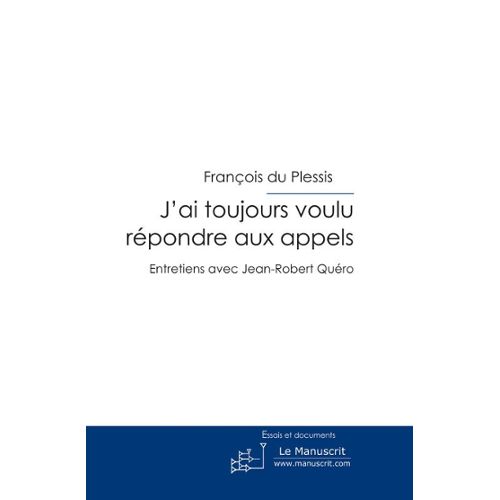 François du Plessis
J'ai toujours voulu
répondre aux appels
Entretiens avec Jean-Robert Quéro
Essais et documents
Le Manuscrit
www.manuscrit.com